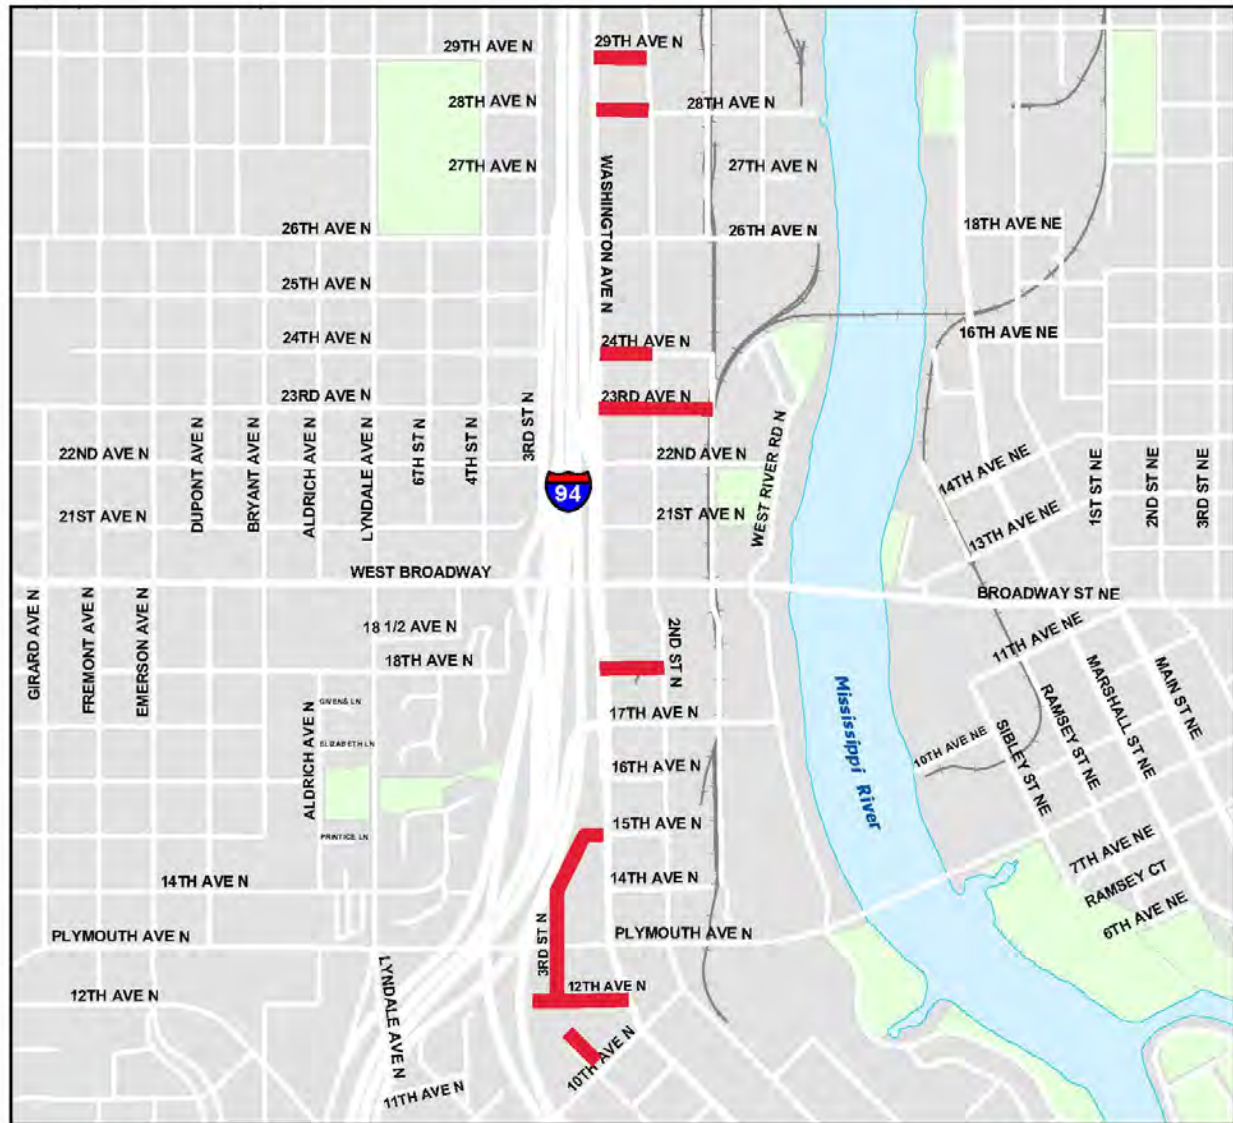 29TH AVE N
29TH AVE N
28TH AVE N
28TH AVE N
27TH AVE N
WASHINGTON AVE N
27TH AVE N
26TH AVE N
26TH AVE N
18TH AVE NE
25TH AVE N
24TH AVE N
24TH AVE N
16TH AVE NE
23RD AVE N
3RD ST N
23RD AVE N
22ND AVE N
DUPONT AVE N
BRYANT AVE N
ALDRICH AVE N
LYNDALE AVE N
6TH ST N
4TH ST N
22ND AVE N
WEST RIVER RD N
14TH AVE NE
1ST ST NE
2ND ST NE
3RD ST NE
94
21ST AVE N
21ST AVE N
13TH AVE NE
WEST BROADWAY
BROADWAY ST NE
GIRARD AVE N
FREMONT AVE N
EMERSON AVE N
18 1/2 AVE N
2ND ST N
11TH AVE NE
18TH AVE N
MARSHALL ST NE
MAIN ST NE
GIVENS LN
ALDRICH AVE N
17TH AVE N
Mississippi River
RAMSEY ST NE
SIBLEY ST NE
10TH AVE NE
ELIZABETH LN
16TH AVE N
PRINTICE LN
15TH AVE N
7TH AVE NE
14TH AVE N
14TH AVE N
RAMSEY CT
6TH AVE NE
PLYMOUTH AVE N
3RD ST N
PLYMOUTH AVE N
12TH AVE N
LYNDALE AVE N
12TH AVE N
10TH AVE N
11TH AVE N